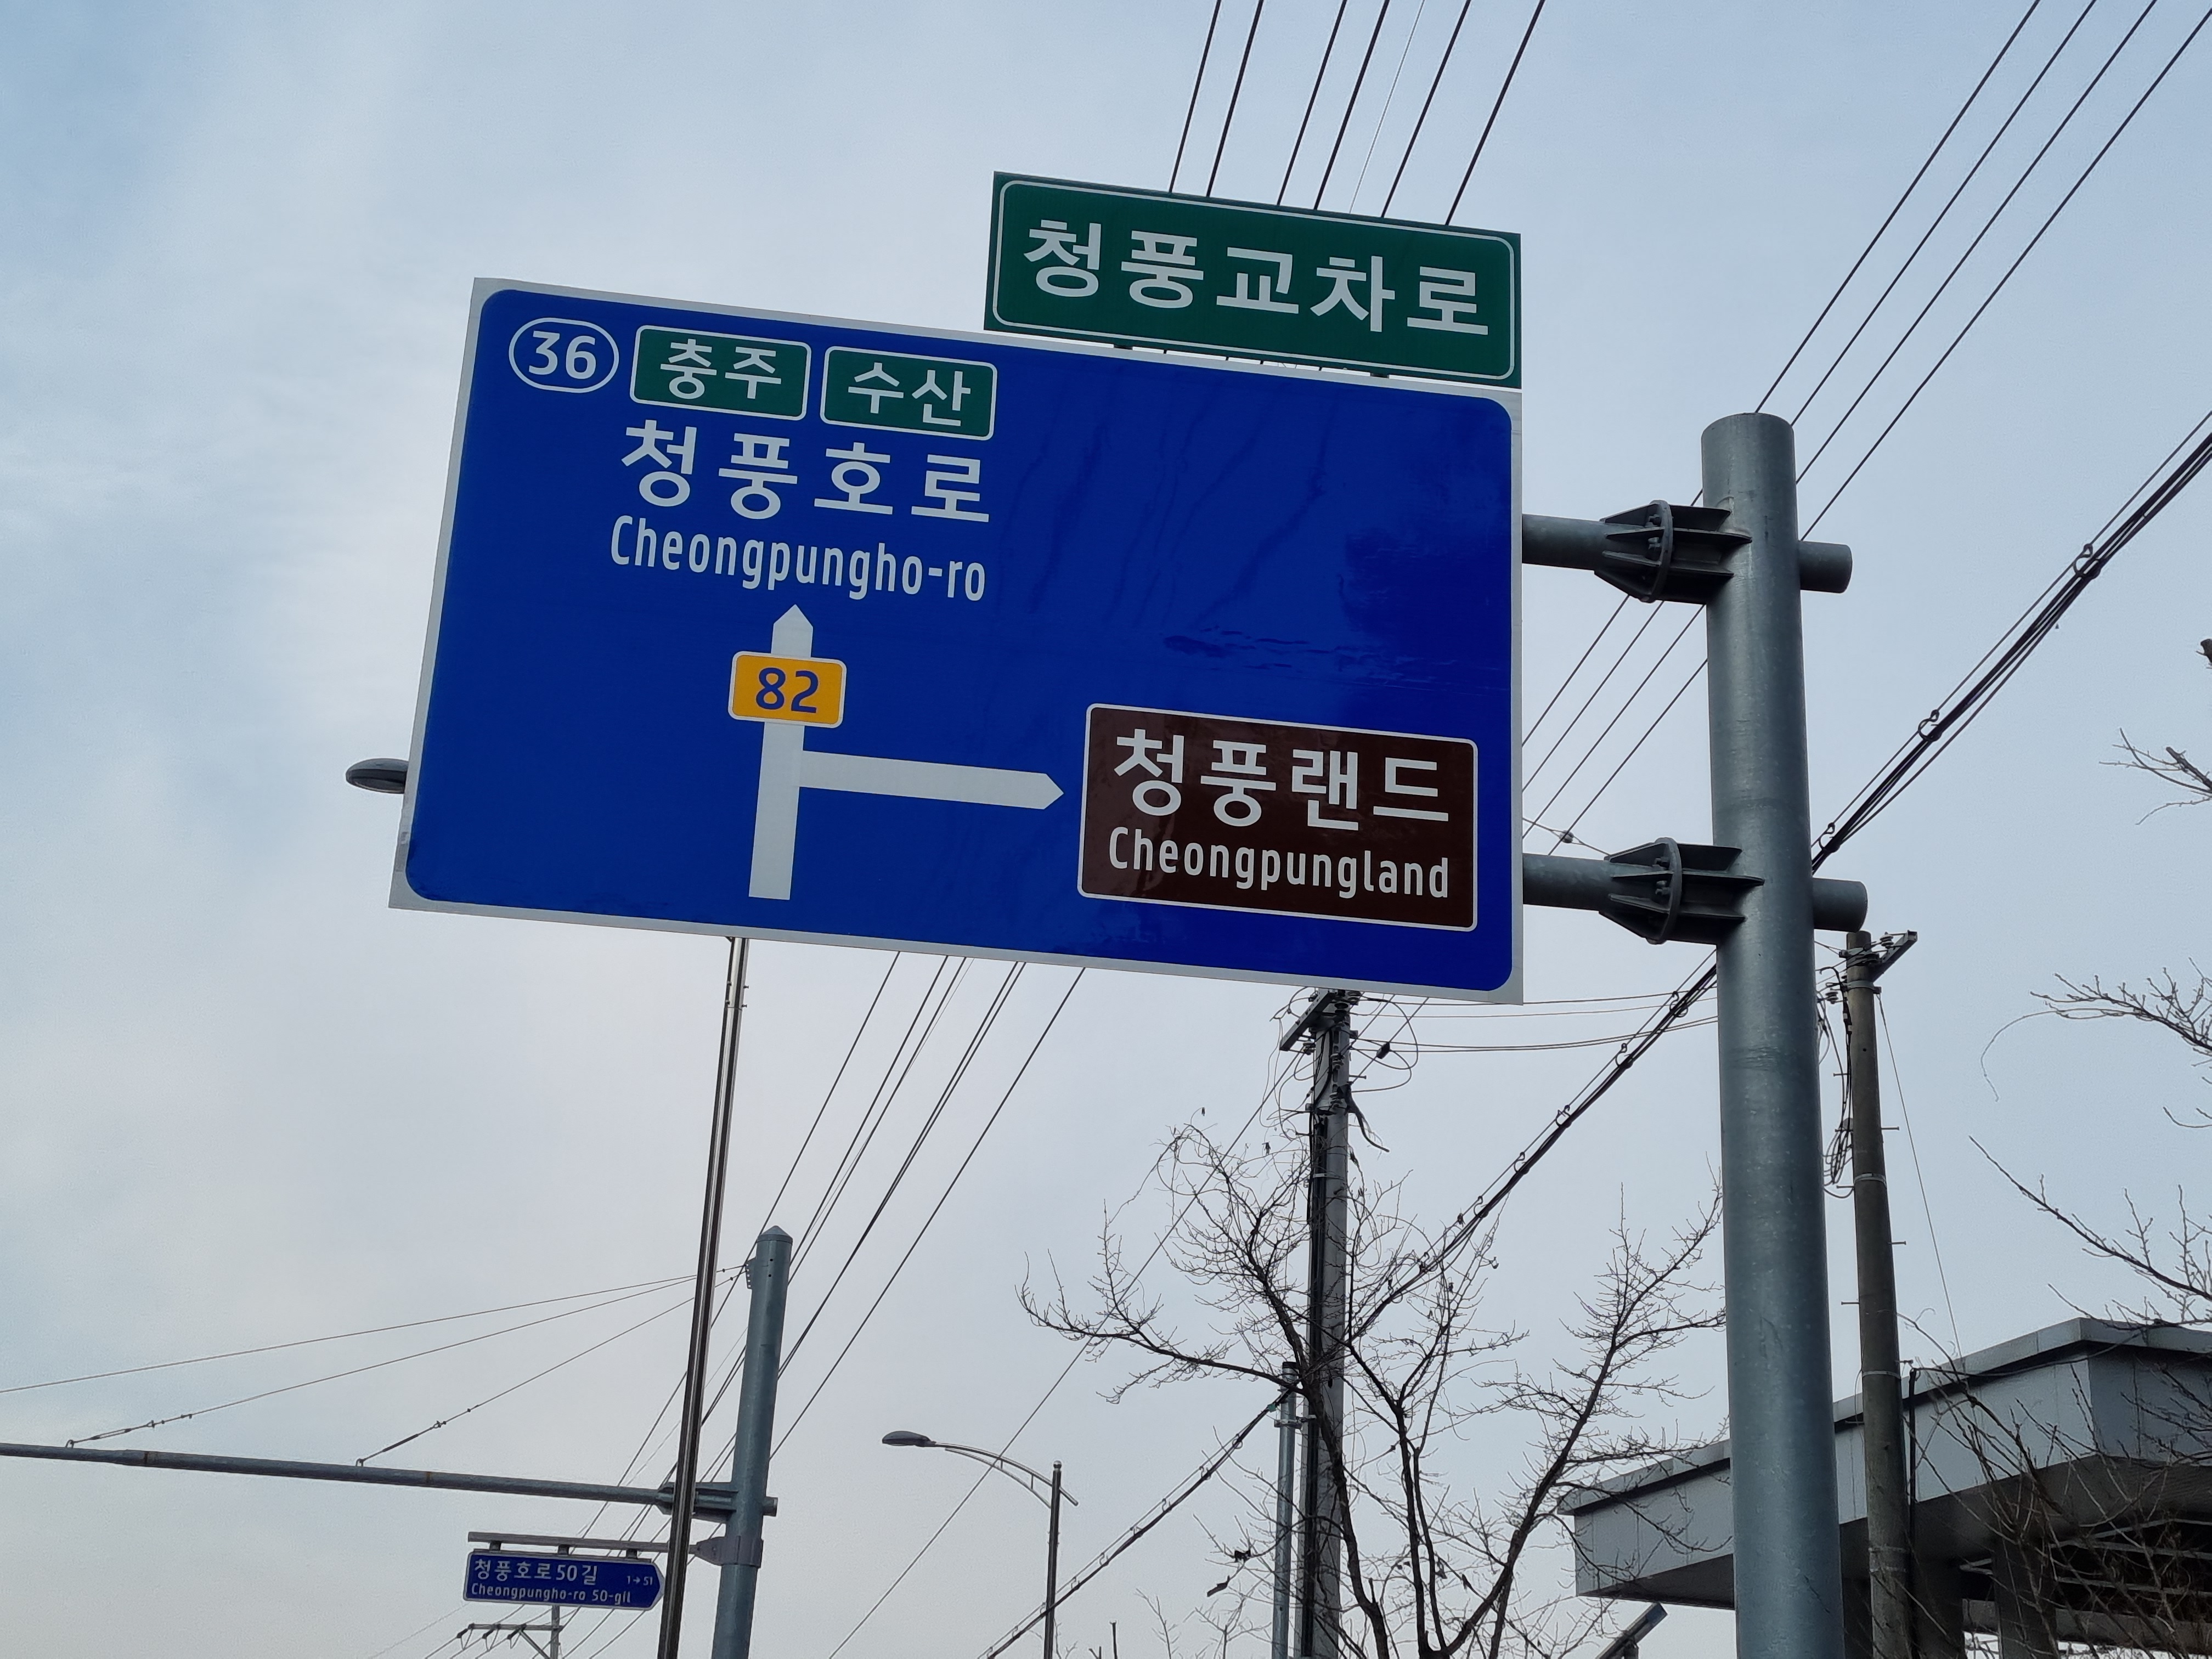 청풍교차로
36 충주 수산
청풍호로
Cheongpungho-ro
82
청풍랜드
Cheongpungland
청풍호로50길 1→51
Cheongpungho-ro 50-gil